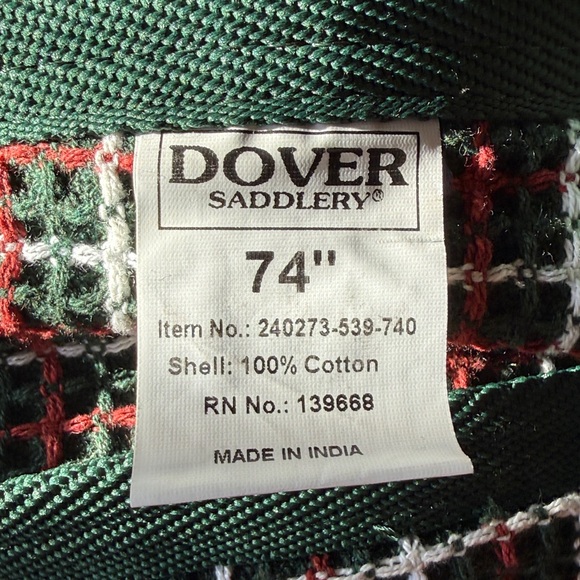 DOVER
SADDLERY®
74"
Item No.: 240273-539-740
Shell: 100% Cotton
RN No.: 139668
MADE IN INDIA